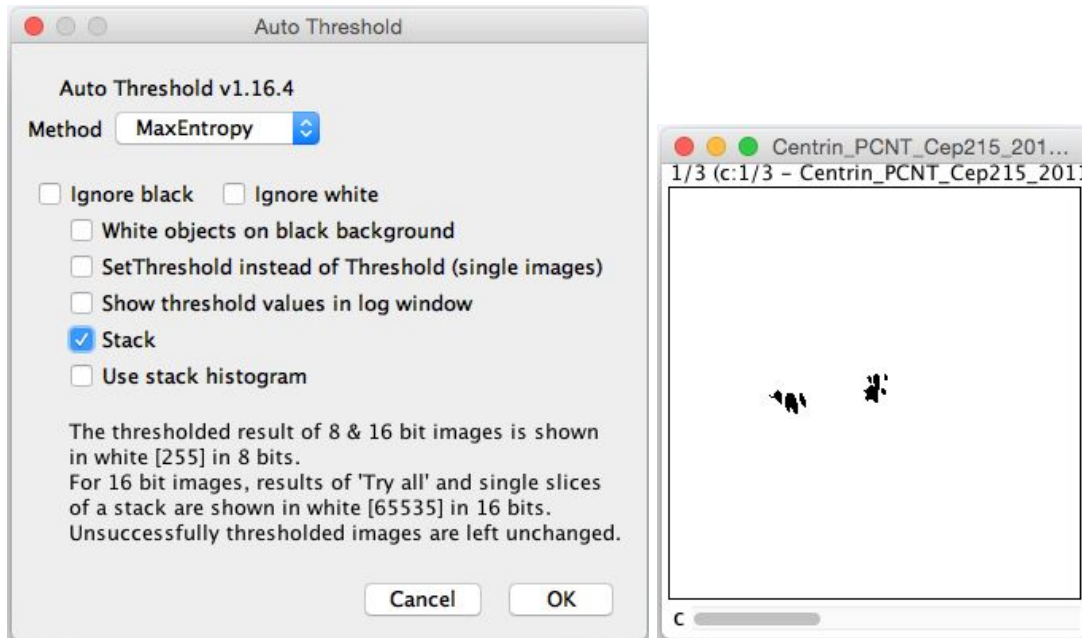 Auto Threshold
Auto Threshold v1.16.4
Method MaxEntropy
Ignore black Ignore white
White objects on black background
SetThreshold instead of Threshold (single images)
Show threshold values in log window
Stack
Use stack histogram
The thresholded result of 8 & 16 bit images is shown
in white [255] in 8 bits.
For 16 bit images, results of 'Try all' and single slices
of a stack are shown in white [65535] in 16 bits.
Unsuccessfully thresholded images are left unchanged.
Cancel OK
Centrin_PCNT_Cep215_201...
1/3 (c:1/3 – Centrin_PCNT_Cep215_2011
C